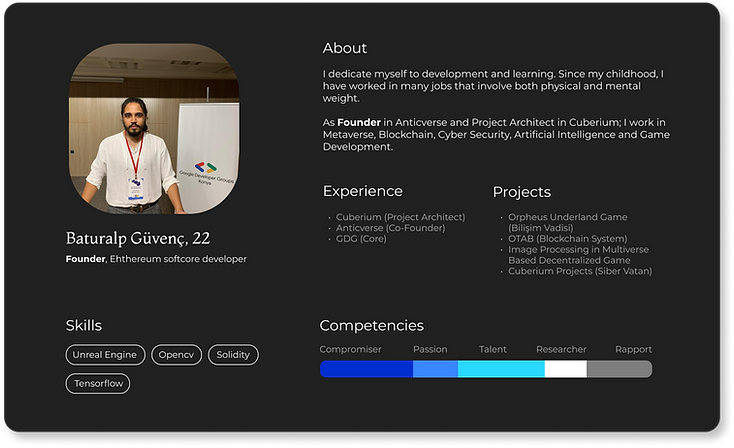 Google Developer Groups
Konya
Baturalp Güvenç, 22
Founder, Ehthereum softcore developer
About
I dedicate myself to development and learning. Since my childhood, I
have worked in many jobs that involve both physical and mental
weight.
As Founder in Anticverse and Project Architect in Cuberium; I work in
Metaverse, Blockchain, Cyber Security, Artificial Intelligence and Game
Development.
Experience
• Cuberium (Project Architect)
• Anticverse (Co-Founder)
• GDG (Core)
Projects
• Orpheus Underland Game
(Bilişim Vadisi)
• OTAB (Blockchain System)
• Image Processing in Multiverse
Based Decentralized Game
• Cuberium Projects (Siber Vatan)
Skills
Unreal Engine
Opencv
Solidity
Tensorflow
Competencies
Compromiser Passion Talent Researcher Rapport